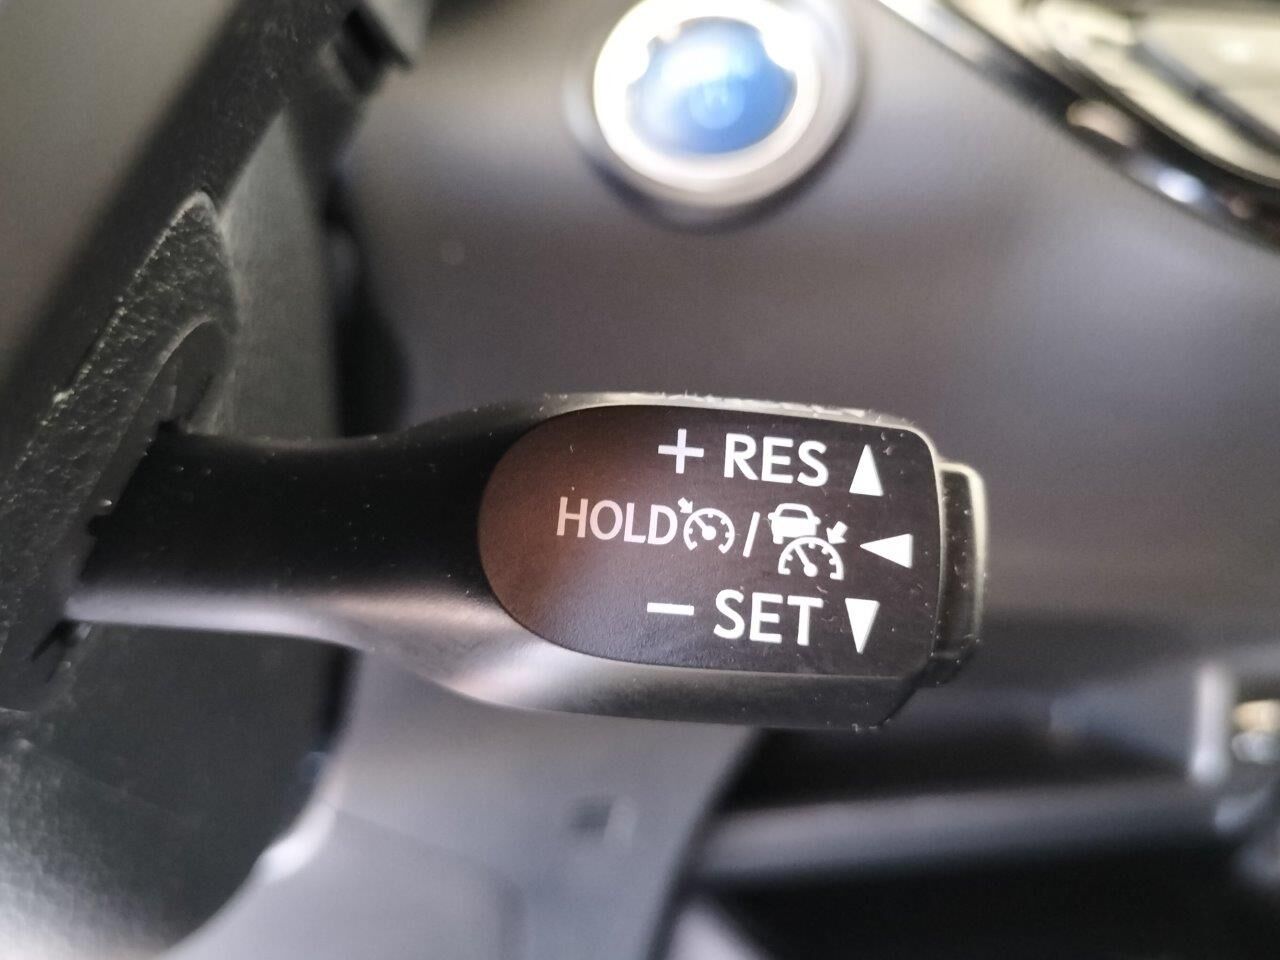 + RES ▲
HOLD / ◀
− SET ▼